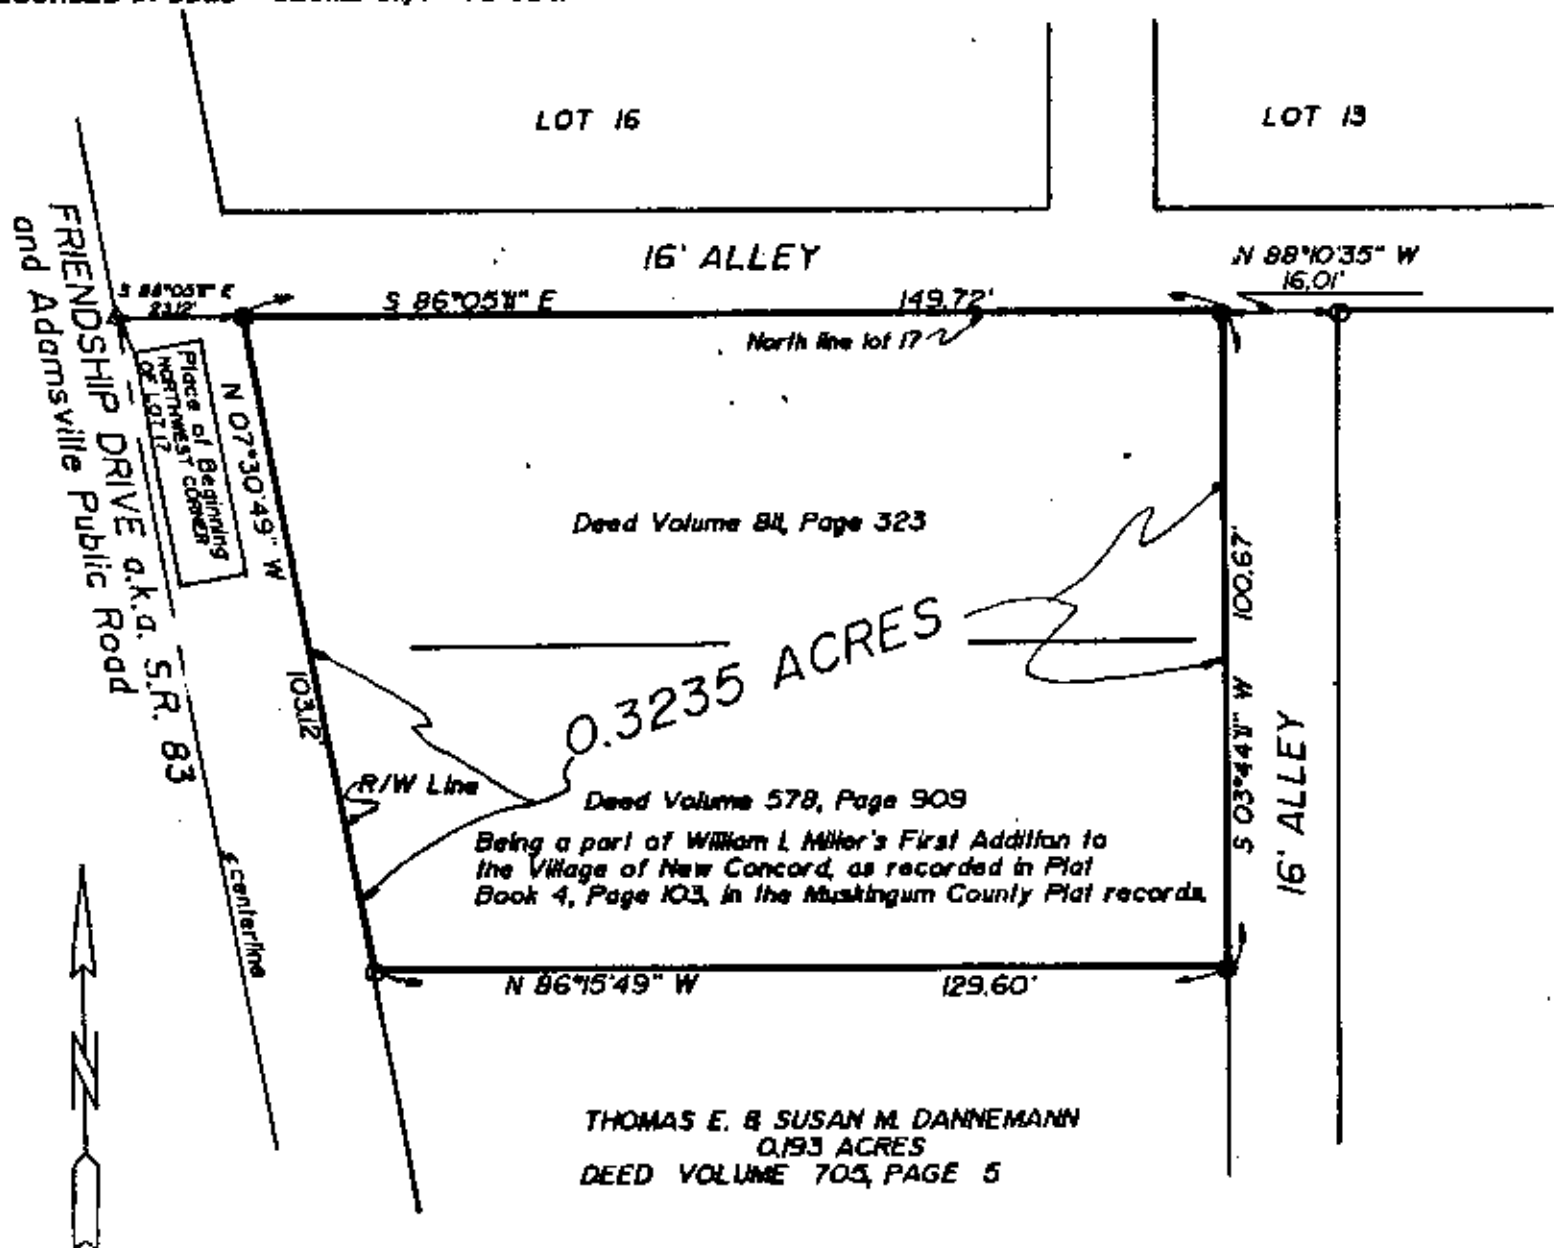 LOT 16
LOT 13
16' ALLEY
N 88°10'35" W
16.01'
S 86°05'11" E
23.12'
S 86°05'11" E 149.72'
North line lot 17
Place of Beginning
NORTHWEST CORNER
OF LOT 17
FRIENDSHIP DRIVE a.k.a. S.R. 83
and Adamsville Public Road
N 07°30'49" W 103.12'
Deed Volume 811, Page 323
0.3235 ACRES
S 03°44'11" W 100.67'
16' ALLEY
R/W Line
Deed Volume 578, Page 909
Being a part of William L Miller's First Addition to
the Village of New Concord, as recorded in Plat
Book 4, Page 103, in the Muskingum County Plat records.
centerline
N 86°15'49" W 129.60'
N
THOMAS E. & SUSAN M. DANNEMANN
0.193 ACRES
DEED VOLUME 705, PAGE 5